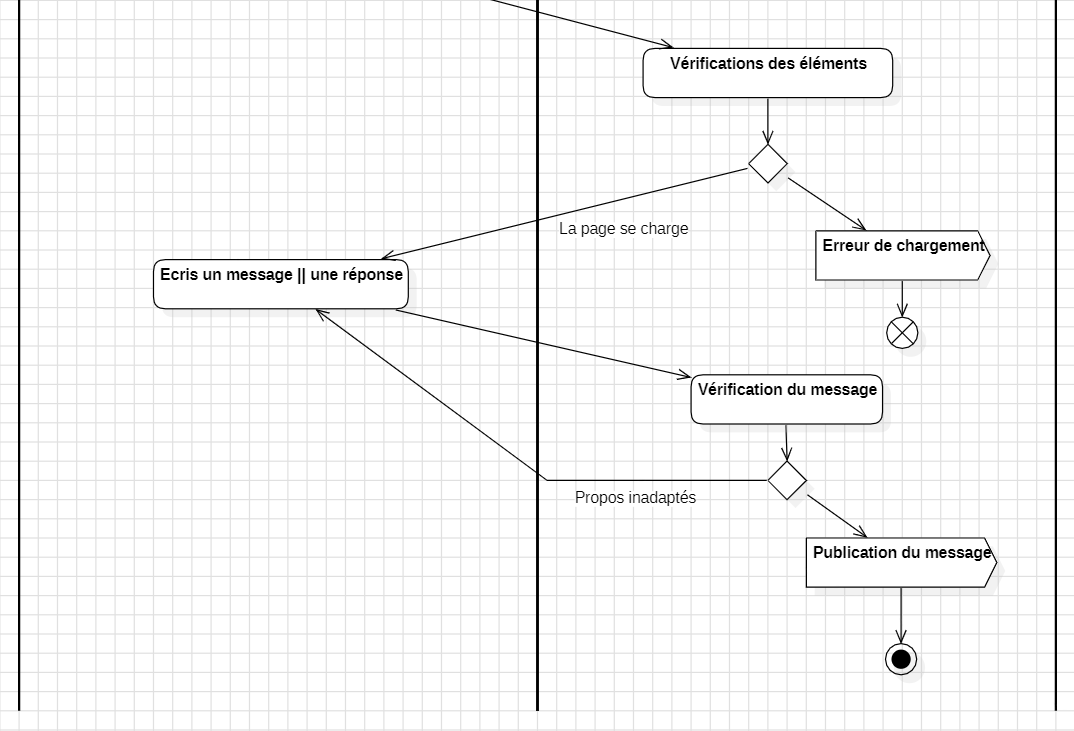 Vérifications des éléments
La page se charge
Erreur de chargement
Ecris un message || une réponse
Vérification du message
Propos inadaptés
Publication du message